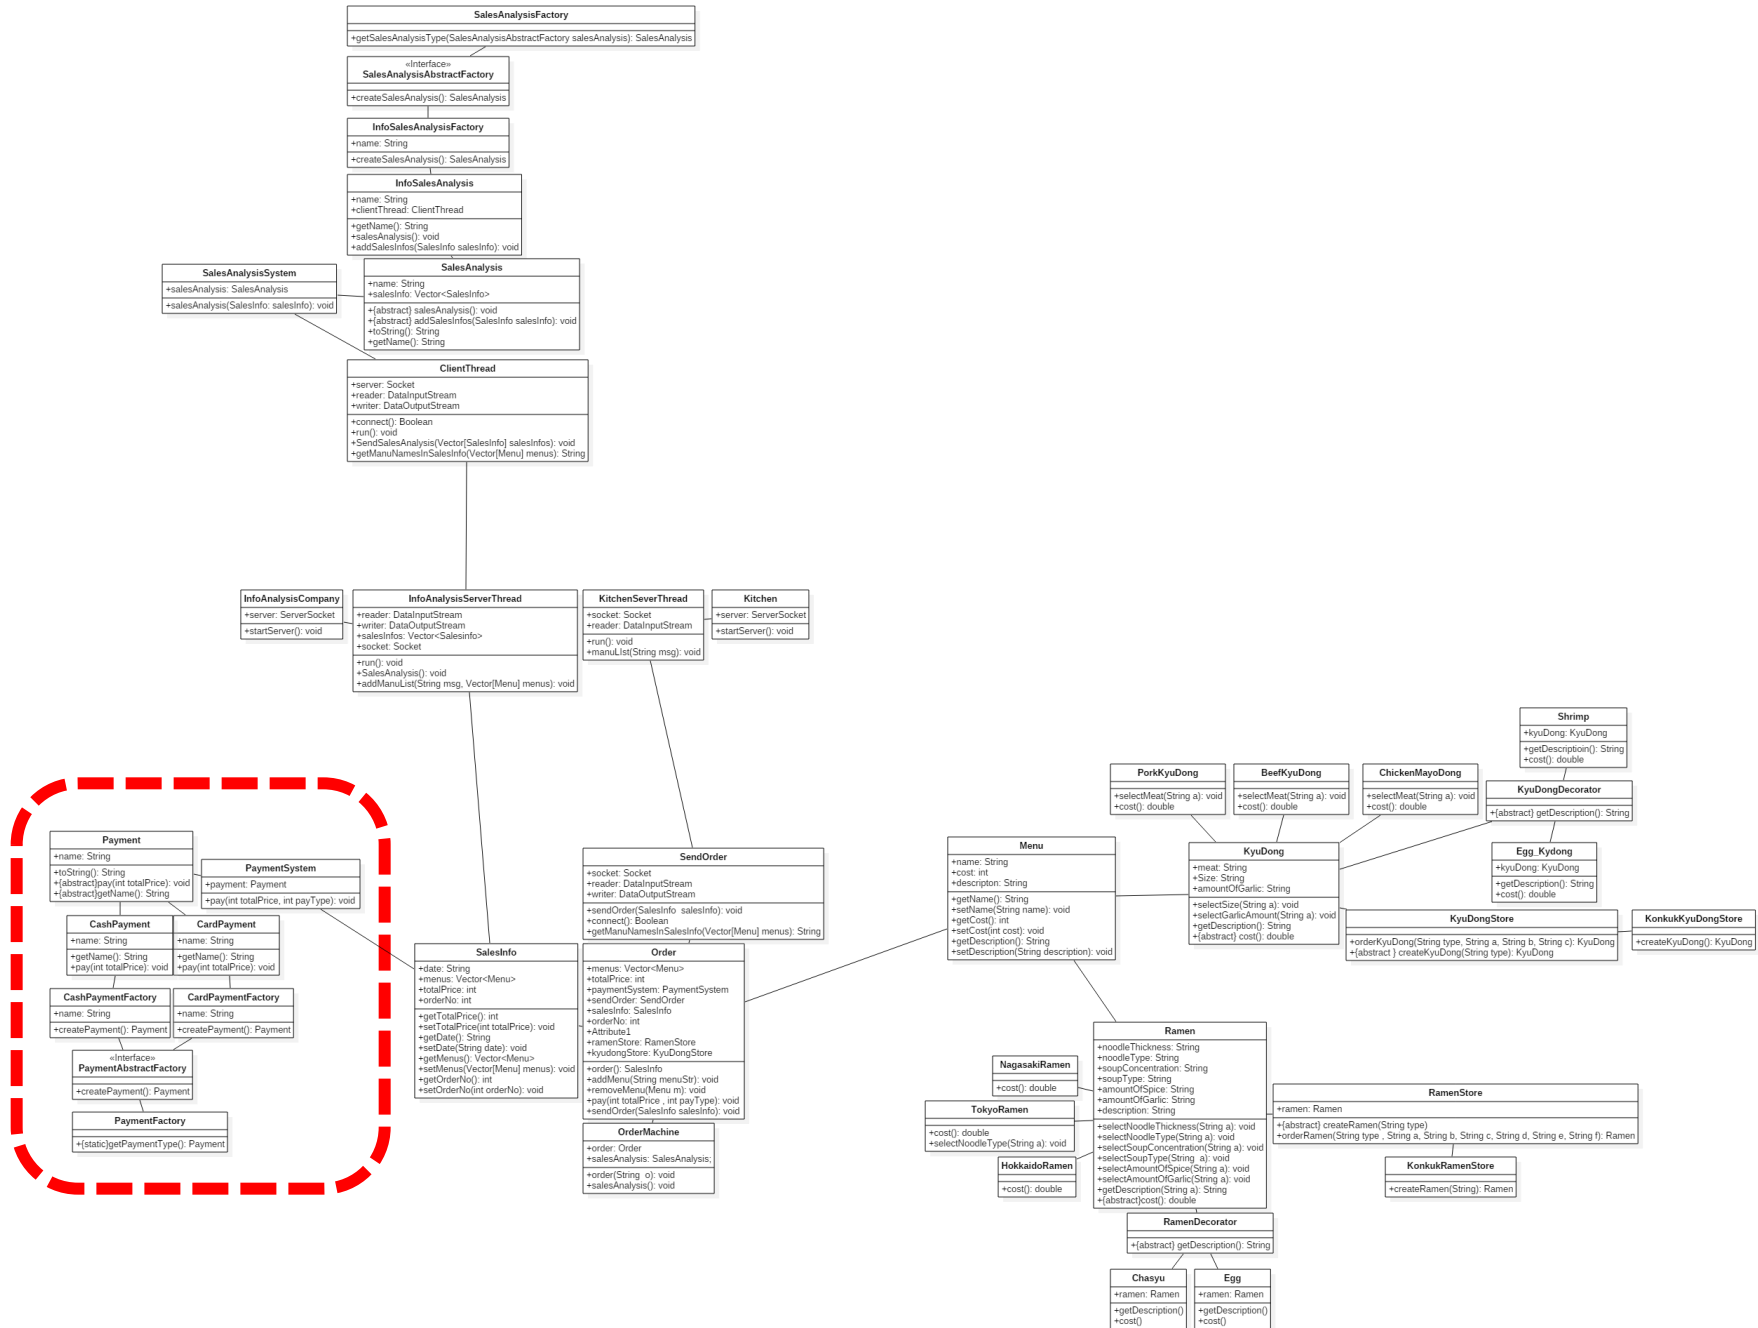 SalesAnalysisFactory
+getSalesAnalysisType(SalesAnalysisAbstractFactory salesAnalysis): SalesAnalysis
«Interface»
SalesAnalysisAbstractFactory
+createSalesAnalysis(): SalesAnalysis
InfoSalesAnalysisFactory
+name: String
+createSalesAnalysis(): SalesAnalysis
InfoSalesAnalysis
+name: String
+clientThread: ClientThread
+getName(): String
+salesAnalysis(): void
+addSalesInfos(SalesInfo salesInfo): void
SalesAnalysisSystem
+salesAnalysis: SalesAnalysis
+salesAnalysis(SalesInfo: salesInfo): void
SalesAnalysis
+name: String
+salesInfo: Vector<SalesInfo>
+{abstract} salesAnalysis(): void
+{abstract} addSalesInfos(SalesInfo salesInfo): void
+toString(): String
+getName(): String
ClientThread
+server: Socket
+reader: DataInputStream
+writer: DataOutputStream
+connect(): Boolean
+run(): void
+SendSalesAnalysis(Vector[SalesInfo] salesInfos): void
+getManuNamesInSalesInfo(Vector[Menu] menus): String
InfoAnalysisCompany
+server: ServerSocket
+startServer(): void
InfoAnalysisServerThread
+reader: DataInputStream
+writer: DataOutputStream
+salesInfos: Vector<Salesinfo>
+socket: Socket
+run(): void
+SalesAnalysis(): void
+addManuList(String msg, Vector[Menu] menus): void
KitchenSeverThread
+socket: Socket
+reader: DataInputStream
+run(): void
+manuLIst(String msg): void
Kitchen
+server: ServerSocket
+startServer(): void
Payment
+name: String
+toString(): String
+{abstract}pay(int totalPrice): void
+{abstract}getName(): String
PaymentSystem
+payment: Payment
+pay(int totalPrice, int payType): void
CashPayment
+name: String
+getName(): String
+pay(int totalPrice): void
CardPayment
+name: String
+getName(): String
+pay(int totalPrice): void
CashPaymentFactory
+name: String
+createPayment(): Payment
CardPaymentFactory
+name: String
+createPayment(): Payment
«Interface»
PaymentAbstractFactory
+createPayment(): Payment
PaymentFactory
+{static}getPaymentType(): Payment
SalesInfo
+date: String
+menus: Vector<Menu>
+totalPrice: int
+orderNo: int
+getTotalPrice(): int
+setTotalPrice(int totalPrice): void
+getDate(): String
+setDate(String date): void
+getMenus(): Vector<Menu>
+setMenus(Vector[Menu] menus): void
+getOrderNo(): int
+setOrderNo(int orderNo): void
SendOrder
+socket: Socket
+reader: DataInputStream
+writer: DataOutputStream
+sendOrder(SalesInfo  salesInfo): void
+connect(): Boolean
+getManuNamesInSalesInfo(Vector[Menu] menus): String
Order
+menus: Vector<Menu>
+totalPrice: int
+paymentSystem: PaymentSystem
+sendOrder: SendOrder
+salesInfo: SalesInfo
+orderNo: int
+Attribute1
+ramenStore: RamenStore
+kyudongStore: KyuDongStore
+order(): SalesInfo
+addMenu(String menuStr): void
+removeMenu(Menu m): void
+pay(int totalPrice , int payType): void
+sendOrder(SalesInfo salesInfo): void
OrderMachine
+order: Order
+salesAnalysis: SalesAnalysis;
+order(String  o): void
+salesAnalysis(): void
Menu
+name: String
+cost: int
+descripton: String
+getName(): String
+setName(String name): void
+getCost(): int
+setCost(int cost): void
+getDescription(): String
+setDescription(String description): void
PorkKyuDong
+selectMeat(String a): void
+cost(): double
BeefKyuDong
+selectMeat(String a): void
+cost(): double
ChickenMayoDong
+selectMeat(String a): void
+cost(): double
Shrimp
+kyuDong: KyuDong
+getDescriptioin(): String
+cost(): double
KyuDongDecorator
+{abstract} getDescription(): String
Egg_Kydong
+kyuDong: KyuDong
+getDescription(): String
+cost(): double
KyuDong
+meat: String
+Size: String
+amountOfGarlic: String
+selectSize(String a): void
+selectGarlicAmount(String a): void
+getDescription(): String
+{abstract} cost(): double
KyuDongStore
+orderKyuDong(String type, String a, String b, String c): KyuDong
+{abstract } createKyuDong(String type): KyuDong
KonkukKyuDongStore
+createKyuDong(): KyuDong
Ramen
+noodleThickness: String
+noodleType: String
+soupConcentration: String
+soupType: String
+amountOfSpice: String
+amountOfGarlic: String
+description: String
+selectNoodleThickness(String a): void
+selectNoodleType(String a): void
+selectSoupConcentration(String a): void
+selectSoupType(String  a): void
+selectAmountOfSpice(String a): void
+selectAmountOfGarlic(String a): void
+getDescription(String a): String
+{abstract}cost(): double
NagasakiRamen
+cost(): double
TokyoRamen
+cost(): double
+selectNoodleType(String a): void
HokkaidoRamen
+cost(): double
RamenStore
+ramen: Ramen
+{abstract} createRamen(String type)
+orderRamen(String type , String a, String b, String c, String d, String e, String f): Ramen
KonkukRamenStore
+createRamen(String): Ramen
RamenDecorator
+{abstract} getDescription(): String
Chasyu
+ramen: Ramen
+getDescription()
+cost()
Egg
+ramen: Ramen
+getDescription()
+cost()